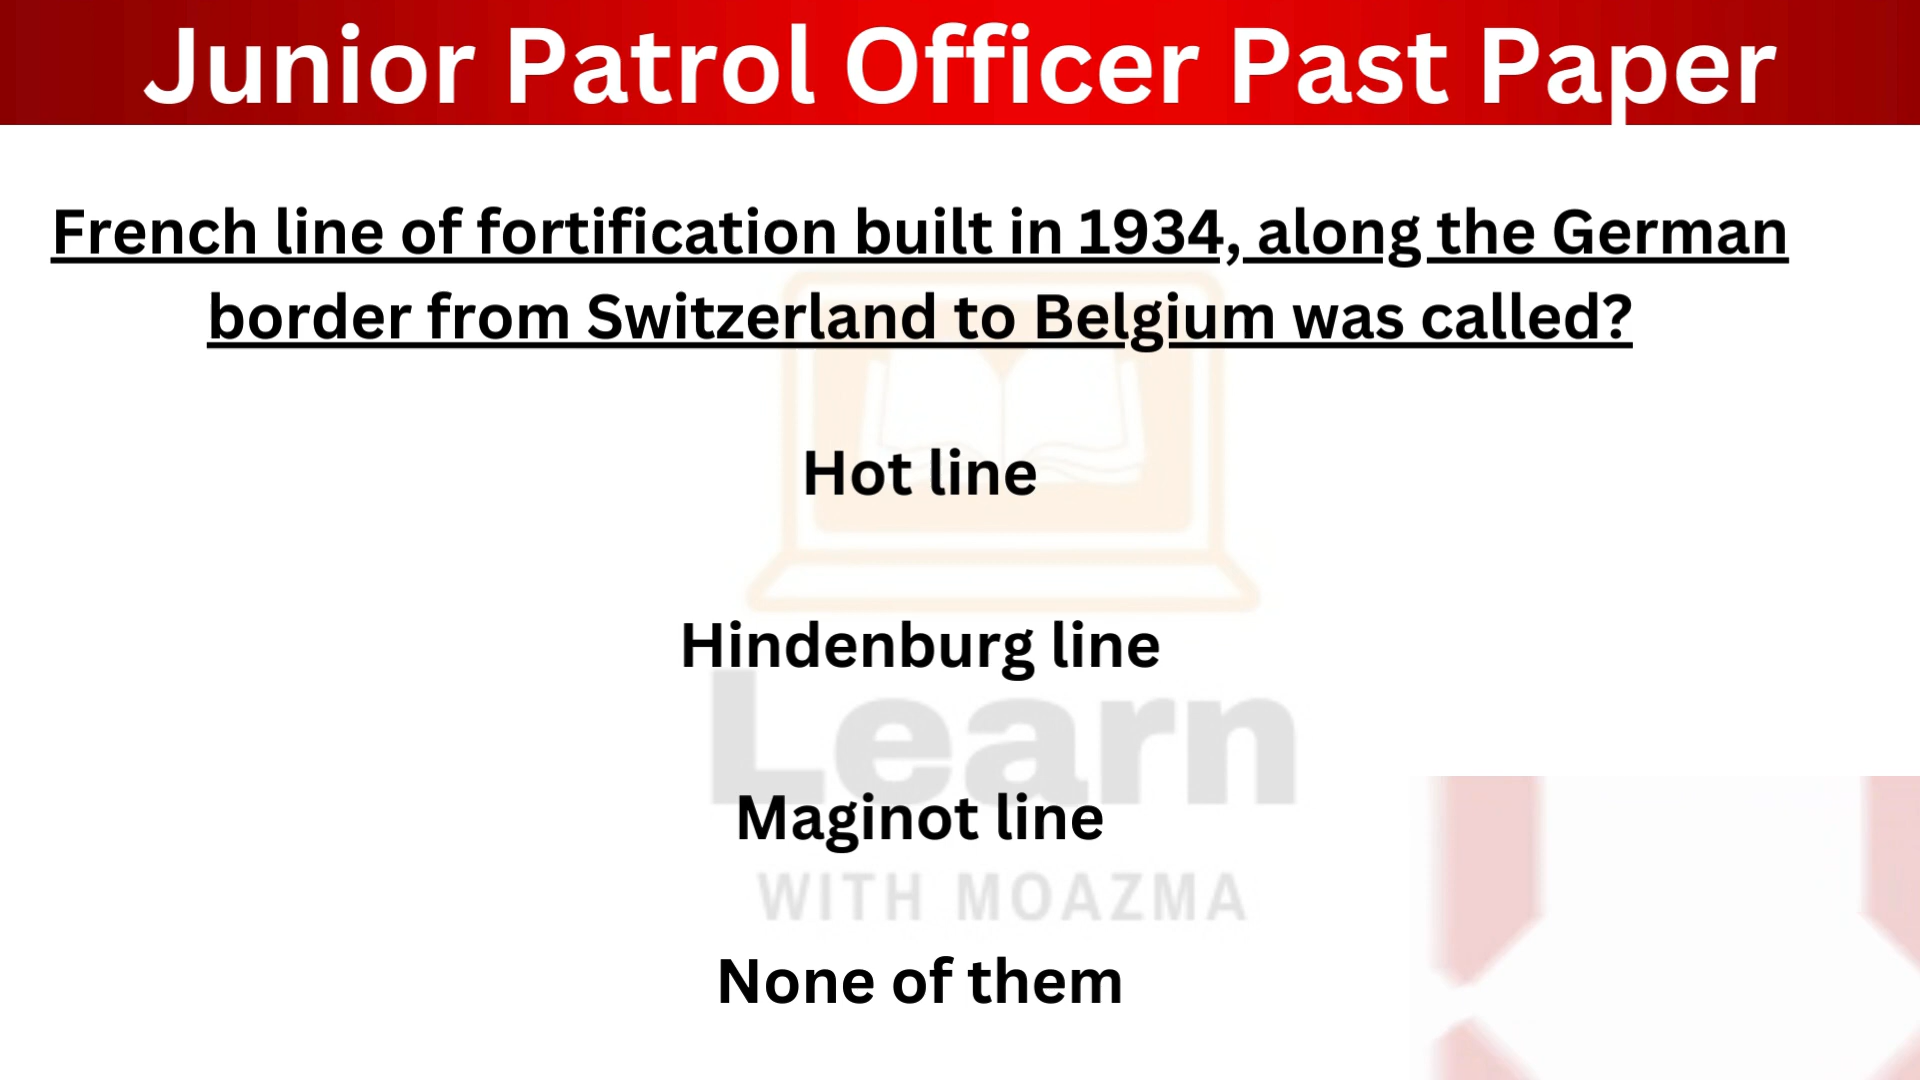 Junior Patrol Officer Past Paper
French line of fortification built in 1934, along the German
border from Switzerland to Belgium was called?
Hot line
Hindenburg line
Learn
Maginot line
WITH MOAZMA
None of them